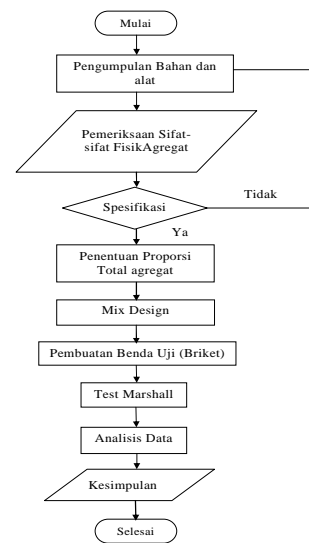 Mulai
Pengumpulan Bahan dan
alat
Pemeriksaan Sifat-
sifat FisikAgregat
Spesifikasi
Tidak
Ya
Penentuan Proporsi
Total agregat
Mix Design
Pembuatan Benda Uji (Briket)
Test Marshall
Analisis Data
Kesimpulan
Selesai